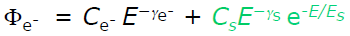 Φe- = Ce- E−γe- + CsE−γs e-E/Es